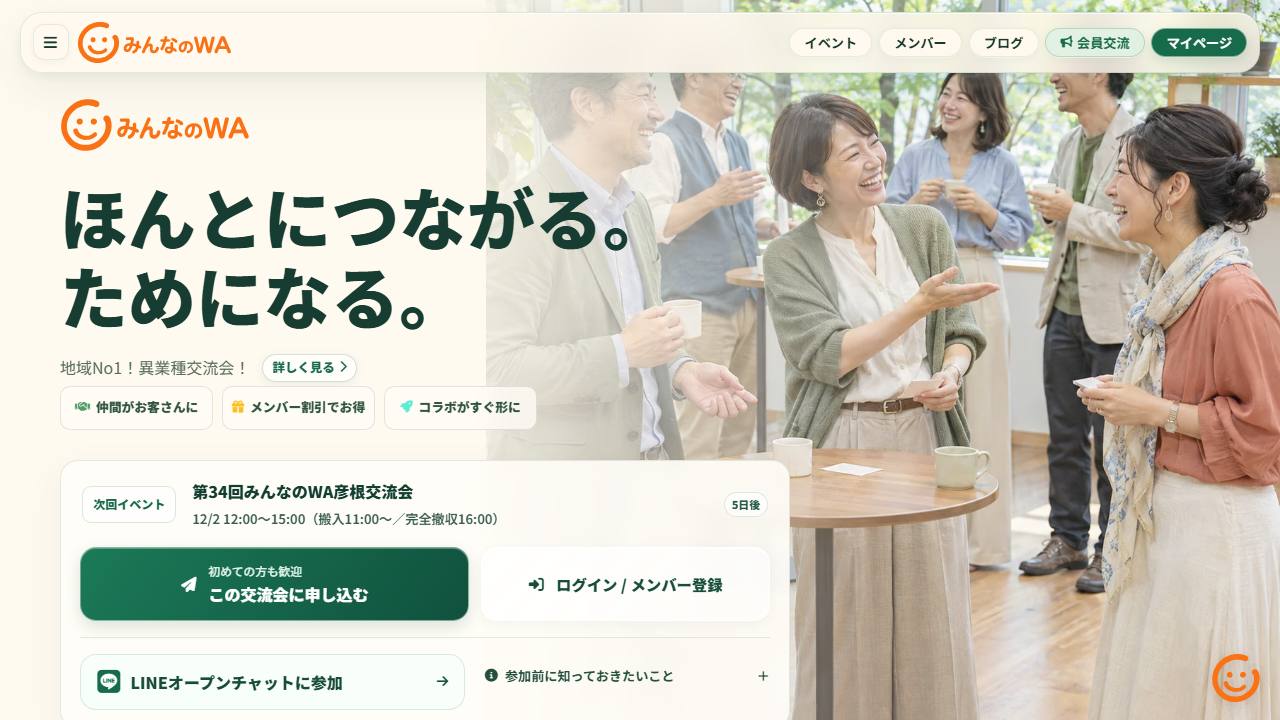 みんなのWA
イベント
メンバー
ブログ
会員交流
マイページ
みんなのWA
ほんとにつながる。
ためになる。
地域No1！異業種交流会！
詳しく見る
仲間がお客さんに
メンバー割引でお得
コラボがすぐ形に
次回イベント
第34回みんなのWA彦根交流会
12/2 12:00〜15:00（搬入11:00〜／完全撤収16:00）
5日後
初めての方も歓迎
この交流会に申し込む
ログイン / メンバー登録
LINE
LINEオープンチャットに参加
参加前に知っておきたいこと